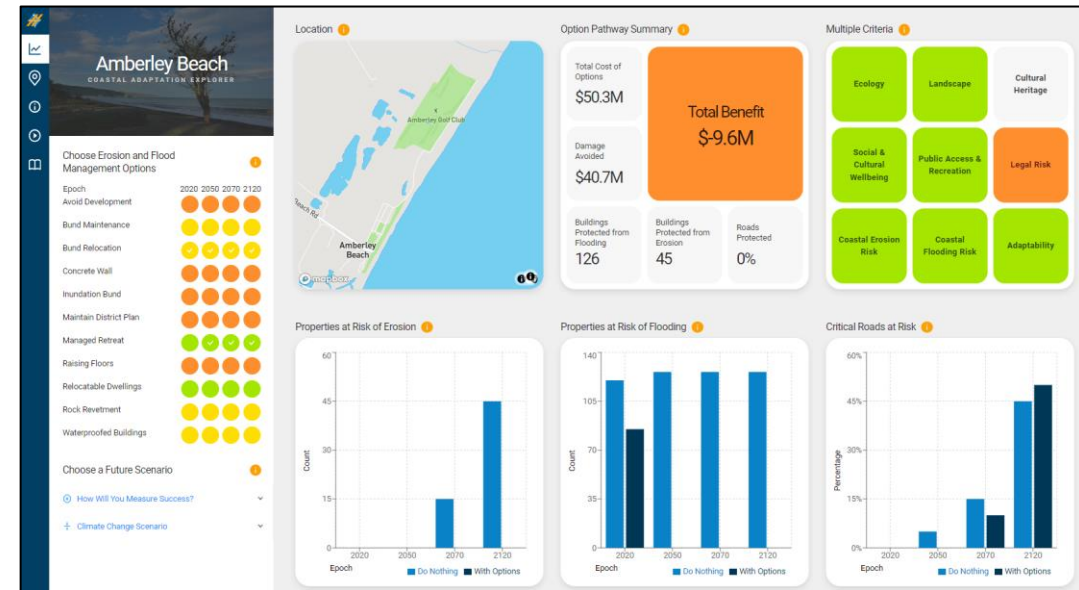 Amberley Beach
COASTAL ADAPTATION EXPLORER
Choose Erosion and Flood
Management Options
Epoch 2020 2050 2070 2120
Avoid Development
Bund Maintenance
Bund Relocation
Concrete Wall
Inundation Bund
Maintain District Plan
Managed Retreat
Raising Floors
Relocatable Dwellings
Rock Revetment
Waterproofed Buildings
Choose a Future Scenario
How Will You Measure Success?
Climate Change Scenario
Location
Amberley Golf Club
Beach Rd
Amberley
Beach
mapbox
Option Pathway Summary
Total Cost of
Options
$50.3M
Damage
Avoided
$40.7M
Total Benefit
$-9.6M
Buildings
Protected from
Flooding
126
Buildings
Protected from
Erosion
45
Roads
Protected
0%
Multiple Criteria
Ecology
Landscape
Cultural
Heritage
Social &
Cultural
Wellbeing
Public Access &
Recreation
Legal Risk
Coastal Erosion
Risk
Coastal
Flooding Risk
Adaptability
Properties at Risk of Erosion
60
45
30
15
0
Count
2020 2050 2070 2120
Epoch
Do Nothing With Options
Properties at Risk of Flooding
140
105
70
35
0
Count
2020 2050 2070 2120
Epoch
Do Nothing With Options
Critical Roads at Risk
60%
45%
30%
15%
0%
Percentage
2020 2050 2070 2120
Epoch
Do Nothing With Options